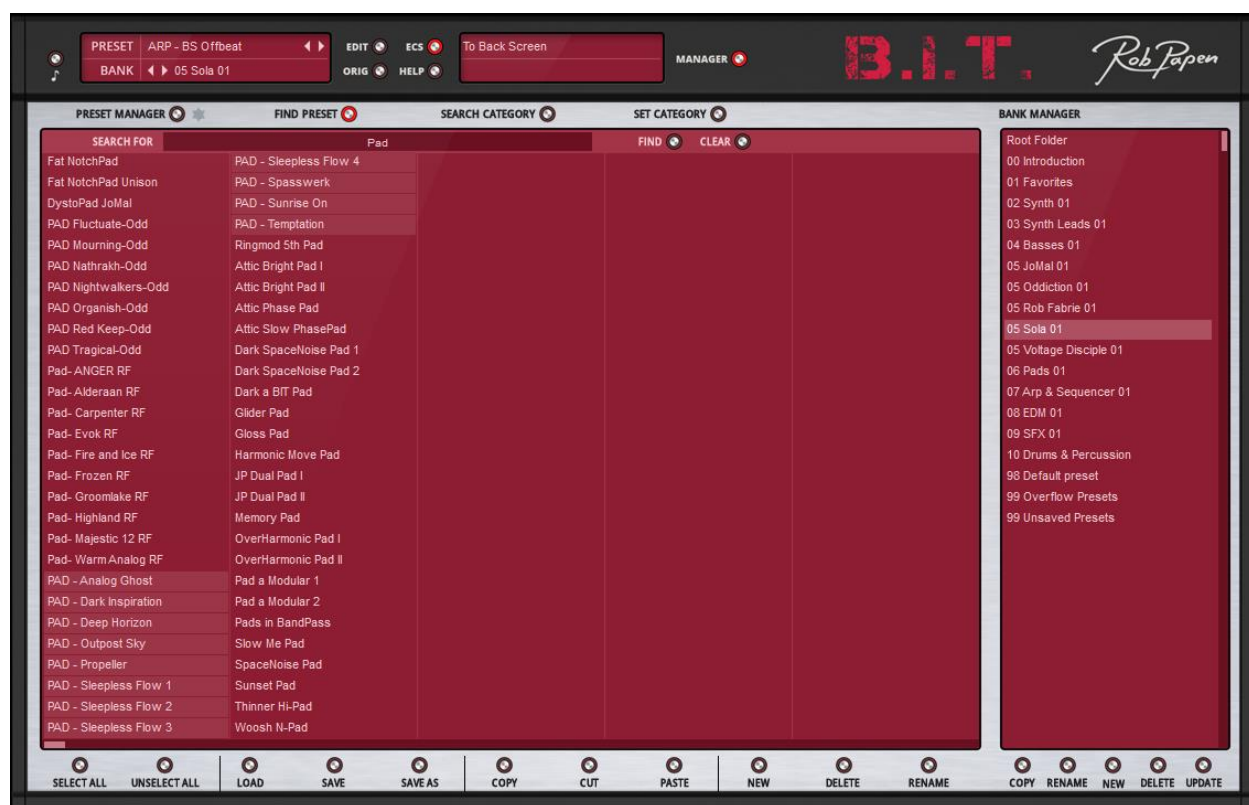 PRESET ARP - BS Offbeat
BANK 05 Sola 01
EDIT ECS
ORIG HELP
To Back Screen
MANAGER
B.I.T.
Rob Papen
PRESET MANAGER FIND PRESET SEARCH CATEGORY SET CATEGORY
SEARCH FOR Pad FIND CLEAR
Fat NotchPad
Fat NotchPad Unison
DystoPad JoMal
PAD Fluctuate-Odd
PAD Mourning-Odd
PAD Nathrakh-Odd
PAD Nightwalkers-Odd
PAD Organish-Odd
PAD Red Keep-Odd
PAD Tragical-Odd
Pad- ANGER RF
Pad- Alderaan RF
Pad- Carpenter RF
Pad- Evok RF
Pad- Fire and Ice RF
Pad- Frozen RF
Pad- Groomlake RF
Pad- Highland RF
Pad- Majestic 12 RF
Pad- Warm Analog RF
PAD - Analog Ghost
PAD - Dark Inspiration
PAD - Deep Horizon
PAD - Outpost Sky
PAD - Propeller
PAD - Sleepless Flow 1
PAD - Sleepless Flow 2
PAD - Sleepless Flow 3
PAD - Sleepless Flow 4
PAD - Spasswerk
PAD - Sunrise On
PAD - Temptation
Ringmod 5th Pad
Attic Bright Pad I
Attic Bright Pad II
Attic Phase Pad
Attic Slow PhasePad
Dark SpaceNoise Pad 1
Dark SpaceNoise Pad 2
Dark a BIT Pad
Glider Pad
Gloss Pad
Harmonic Move Pad
JP Dual Pad I
JP Dual Pad II
Memory Pad
OverHarmonic Pad I
OverHarmonic Pad II
Pad a Modular 1
Pad a Modular 2
Pads in BandPass
Slow Me Pad
SpaceNoise Pad
Sunset Pad
Thinner Hi-Pad
Woosh N-Pad
BANK MANAGER
Root Folder
00 Introduction
01 Favorites
02 Synth 01
03 Synth Leads 01
04 Basses 01
05 JoMal 01
05 Oddiction 01
05 Rob Fabrie 01
05 Sola 01
05 Voltage Disciple 01
06 Pads 01
07 Arp & Sequencer 01
08 EDM 01
09 SFX 01
10 Drums & Percussion
98 Default preset
99 Overflow Presets
99 Unsaved Presets
SELECT ALL UNSELECT ALL LOAD SAVE SAVE AS COPY CUT PASTE NEW DELETE RENAME
COPY RENAME NEW DELETE UPDATE